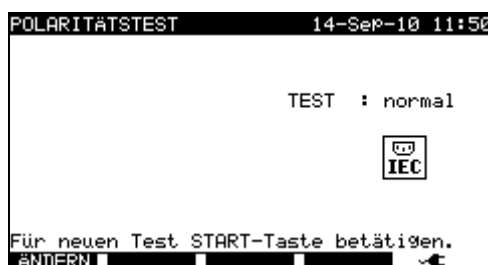 POLARITÄTSTEST 14-Sep-10 11:50
TEST : normal
IEC
Für neuen Test START-Taste betätigen.
ÄNDERN